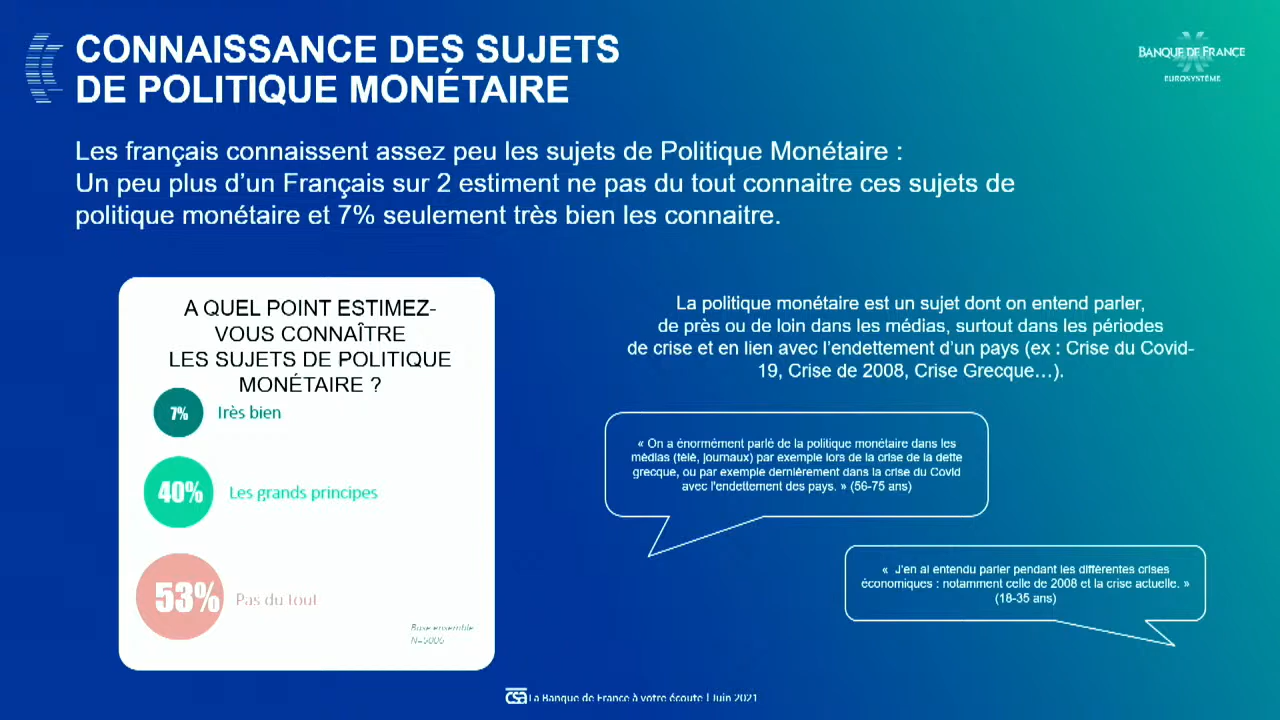 CONNAISSANCE DES SUJETS
DE POLITIQUE MONÉTAIRE
BANQUE DE FRANCE
EUROSYSTÈME
Les français connaissent assez peu les sujets de Politique Monétaire :
Un peu plus d'un Français sur 2 estiment ne pas du tout connaitre ces sujets de
politique monétaire et 7% seulement très bien les connaitre.
A QUEL POINT ESTIMEZ-
VOUS CONNAÎTRE
LES SUJETS DE POLITIQUE
MONÉTAIRE ?
7% Très bien
40% Les grands principes
53% Pas du tout
Base ensemble
N=5006
La politique monétaire est un sujet dont on entend parler,
de près ou de loin dans les médias, surtout dans les périodes
de crise et en lien avec l'endettement d'un pays (ex : Crise du Covid-
19, Crise de 2008, Crise Grecque…).
« On a énormément parlé de la politique monétaire dans les
médias (télé, journaux) par exemple lors de la crise de la dette
grecque, ou par exemple dernièrement dans la crise du Covid
avec l'endettement des pays. » (56-75 ans)
« J'en ai entendu parler pendant les différentes crises
économiques : notamment celle de 2008 et la crise actuelle. »
(18-35 ans)
csa La Banque de France à votre écoute | Juin 2021